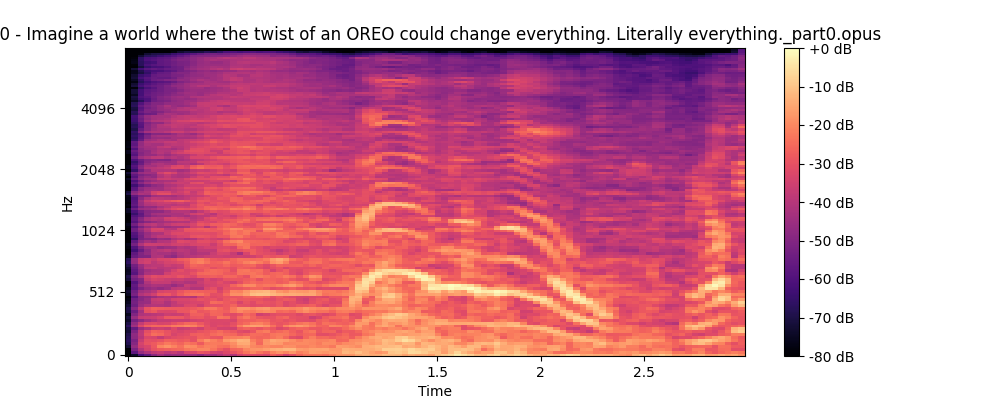 0 - Imagine a world where the twist of an OREO could change everything. Literally everything._part0.opus
+0 dB
-10 dB
-20 dB
-30 dB
-40 dB
-50 dB
-60 dB
-70 dB
-80 dB
4096
2048
1024
512
0
Hz
0 0.5 1 1.5 2 2.5
Time